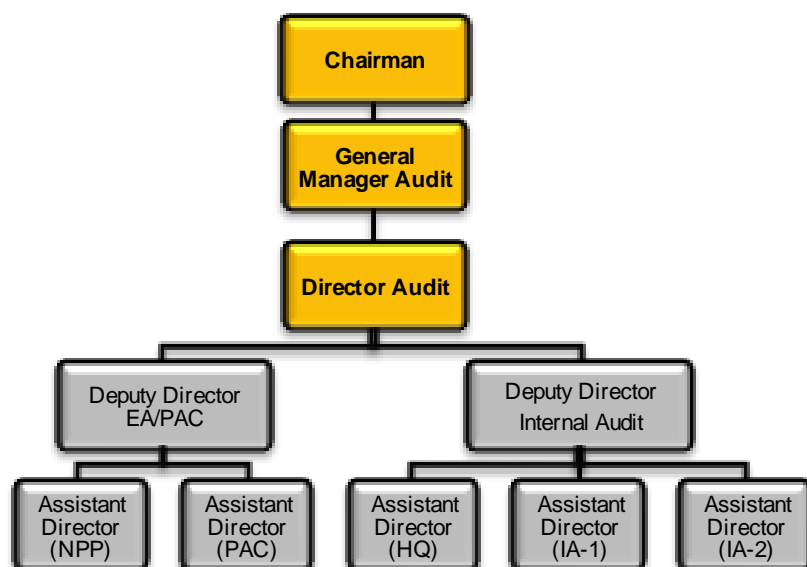 Chairman
General
Manager Audit
Director Audit
Deputy Director
EA/PAC
Deputy Director
Internal Audit
Assistant
Director
(NPP)
Assistant
Director
(PAC)
Assistant
Director
(HQ)
Assistant
Director
(IA-1)
Assistant
Director
(IA-2)